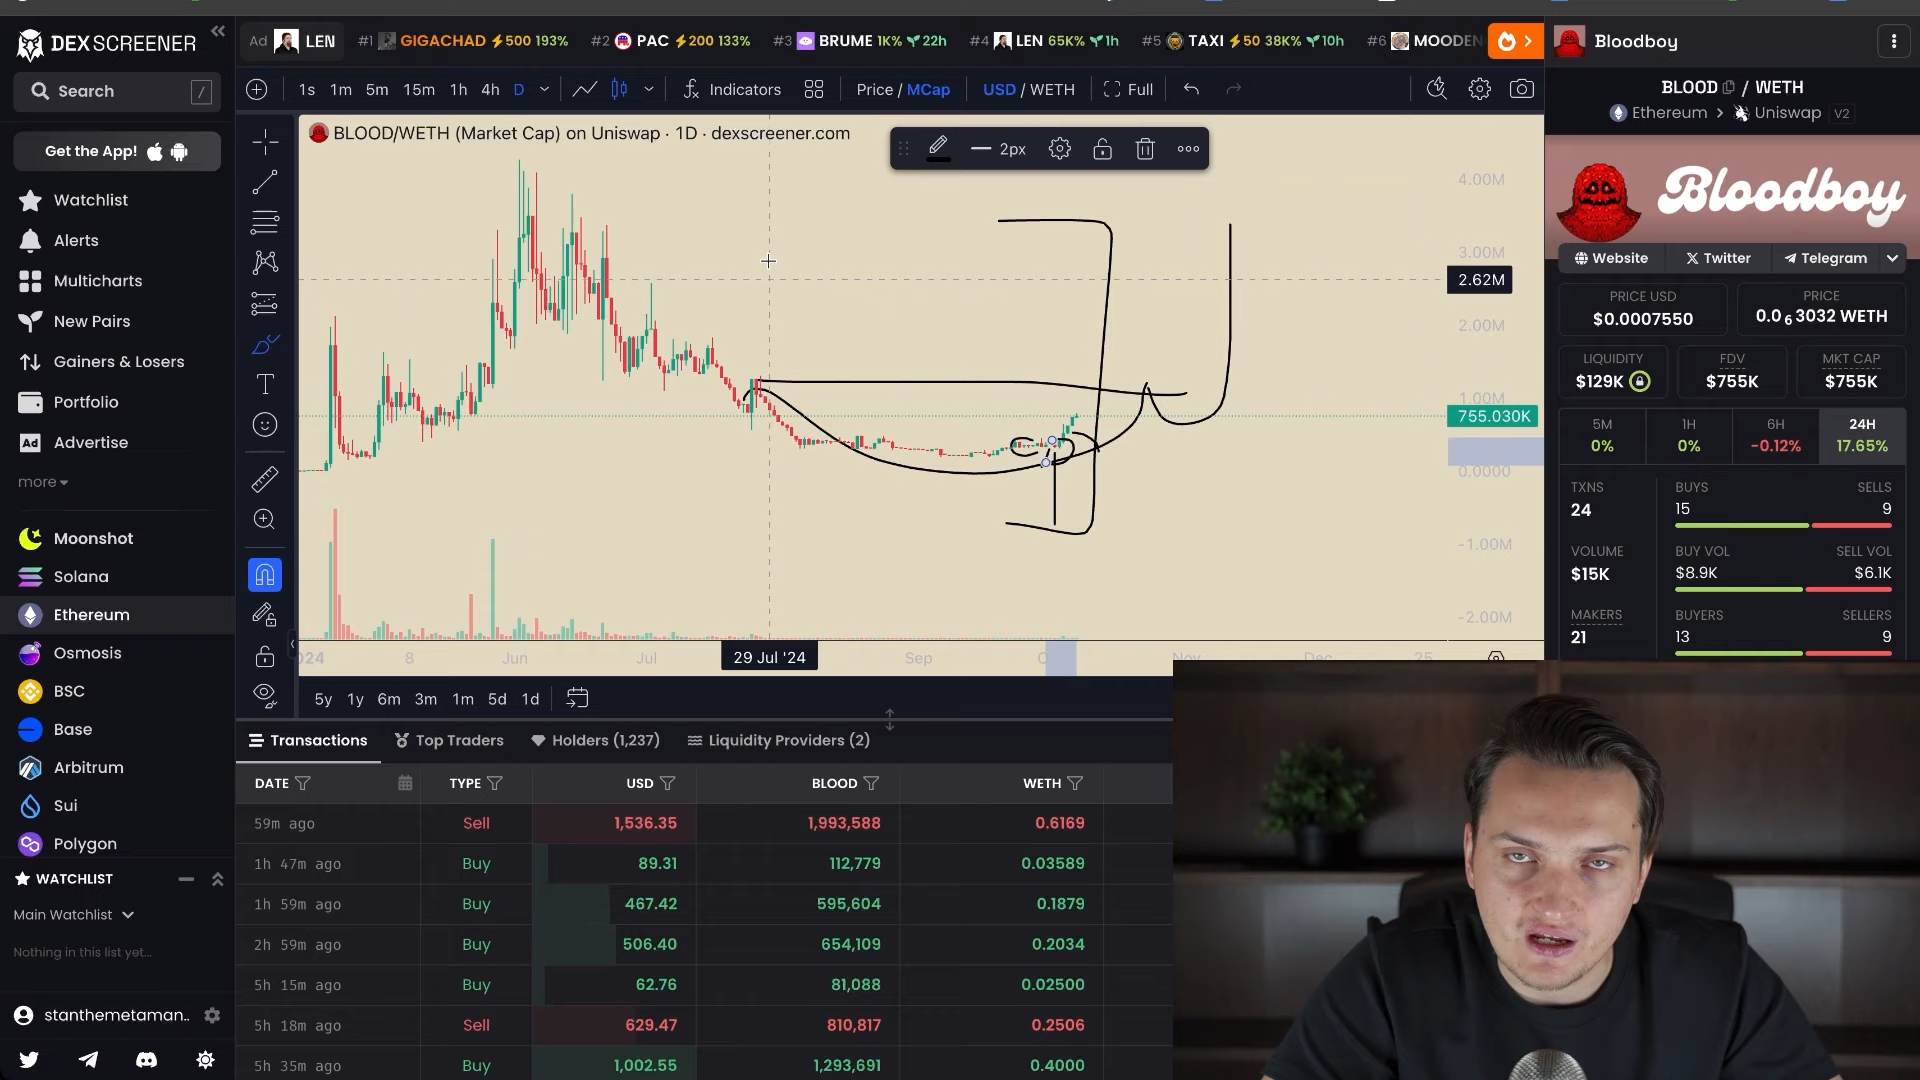 DEX SCREENER
Search
/
Get the App!
Watchlist
Alerts
Multicharts
New Pairs
Gainers & Losers
Portfolio
Ad Advertise
more
Moonshot
Solana
Ethereum
Osmosis
BSC
Base
Arbitrum
Sui
Polygon
WATCHLIST
Main Watchlist
Nothing in this list yet...
stanthemetaman..
Ad LEN #1 GIGACHAD 500 193% #2 PAC 200 133% #3 BRUME 1K% 22h #4 LEN 65K% 1h #5 TAXI 50 38K% 10h #6 MOODEN
1s 1m 5m 15m 1h 4h D Indicators Price / MCap USD / WETH Full
BLOOD/WETH (Market Cap) on Uniswap · 1D · dexscreener.com
2px
4.00M
3.00M
2.62M
2.00M
1.00M
755.030K
0.0000
-1.00M
-2.00M
2024 8 Jun Jul 29 Jul '24 Sep Nov Dec 25
5y 1y 6m 3m 1m 5d 1d
Transactions Top Traders Holders (1,237) Liquidity Providers (2)
DATE TYPE USD BLOOD WETH
59m ago Sell 1,536.35 1,993,588 0.6169
1h 47m ago Buy 89.31 112,779 0.03589
1h 59m ago Buy 467.42 595,604 0.1879
2h 59m ago Buy 506.40 654,109 0.2034
5h 15m ago Buy 62.76 81,088 0.02500
5h 18m ago Sell 629.47 810,817 0.2506
5h 35m ago Buy 1,002.55 1,293,691 0.4000
Bloodboy
BLOOD / WETH
Ethereum > Uniswap V2
Bloodboy
Website Twitter Telegram
PRICE USD PRICE
$0.0007550 0.0₆3032 WETH
LIQUIDITY FDV MKT CAP
$129K $755K $755K
5M 1H 6H 24H
0% 0% -0.12% 17.65%
TXNS BUYS SELLS
24 15 9
VOLUME BUY VOL SELL VOL
$15K $8.9K $6.1K
MAKERS BUYERS SELLERS
21 13 9